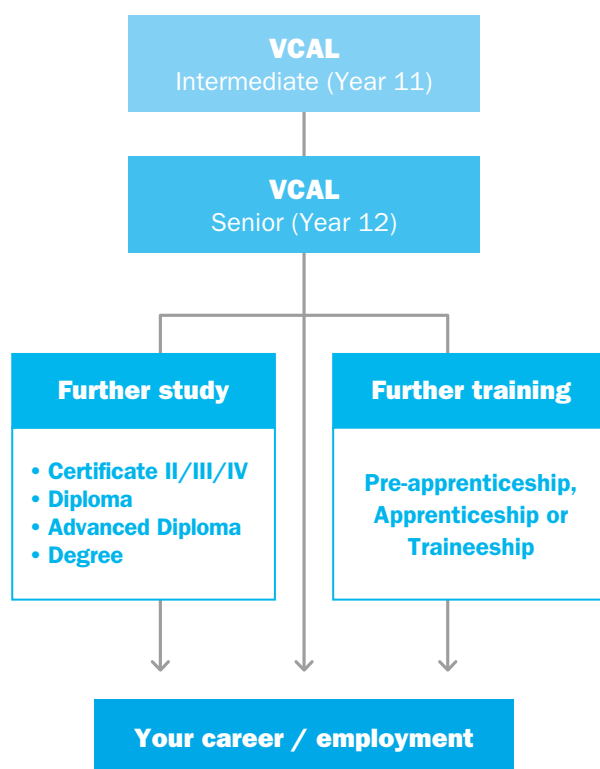 VCAL
Intermediate (Year 11)
VCAL
Senior (Year 12)
Further study
• Certificate II/III/IV
• Diploma
• Advanced Diploma
• Degree
Further training
Pre-apprenticeship,
Apprenticeship or
Traineeship
Your career / employment